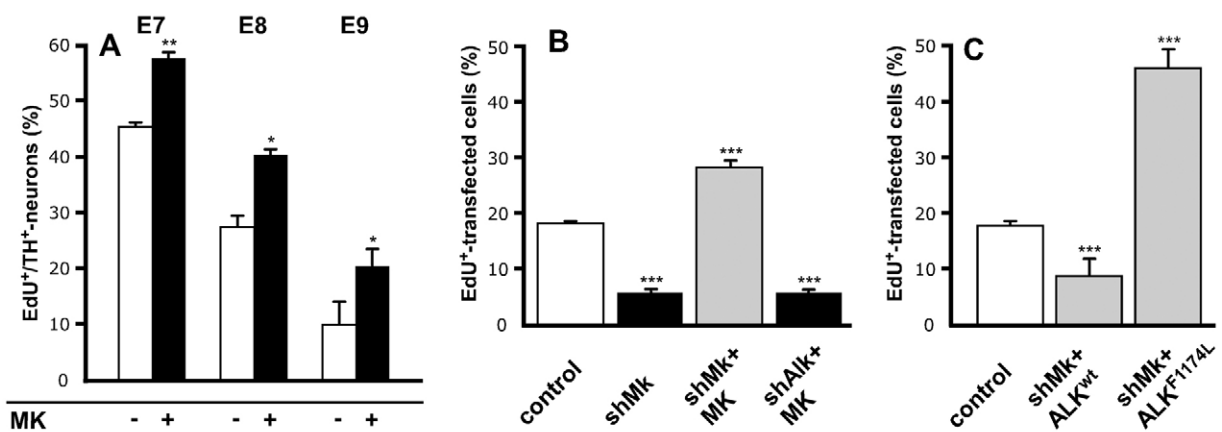 A
E7 E8 E9
EdU+/TH+-neurons (%)
60
50
40
30
20
10
0
** * *
MK - + - + - +
B
EdU+-transfected cells (%)
50
40
30
20
10
0
*** *** ***
control
shMk
shMk+
MK
shAlk+
MK
C
EdU+-transfected cells (%)
50
40
30
20
10
0
*** ***
control
shMk+
ALKwt
shMk+
ALKF1174L